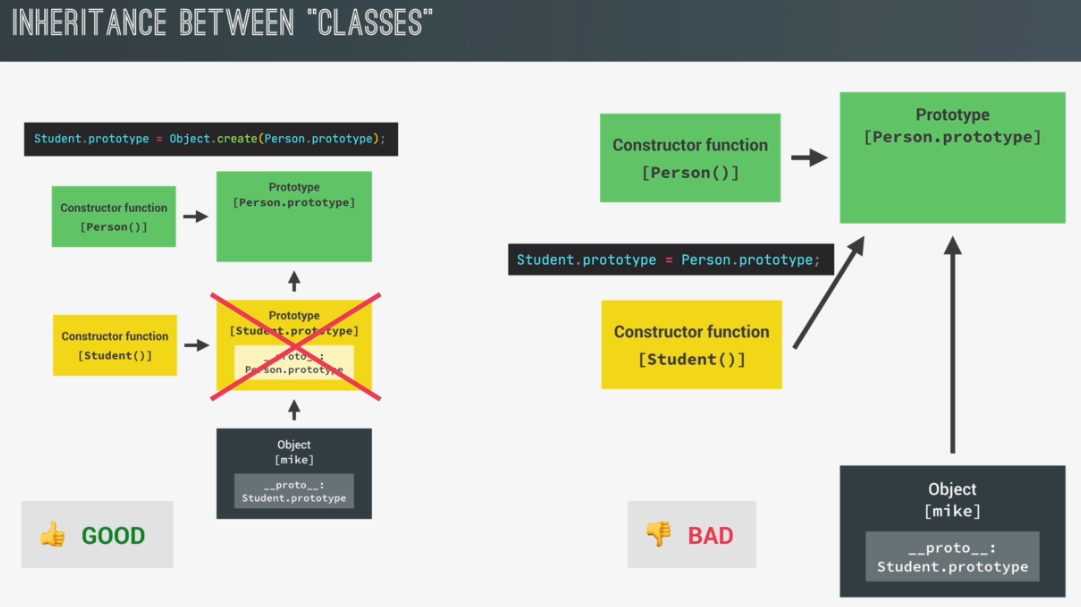 INHERITANCE BETWEEN "CLASSES"
Student.prototype = Object.create(Person.prototype);
Constructor function
[Person()]
Prototype
[Person.prototype]
Constructor function
[Student()]
Prototype
[Student.prototype]
__proto__:
Person.prototype
Object
[mike]
__proto__:
Student.prototype
👍 GOOD
Constructor function
[Person()]
Prototype
[Person.prototype]
Student.prototype = Person.prototype;
Constructor function
[Student()]
Object
[mike]
__proto__:
Student.prototype
👎 BAD